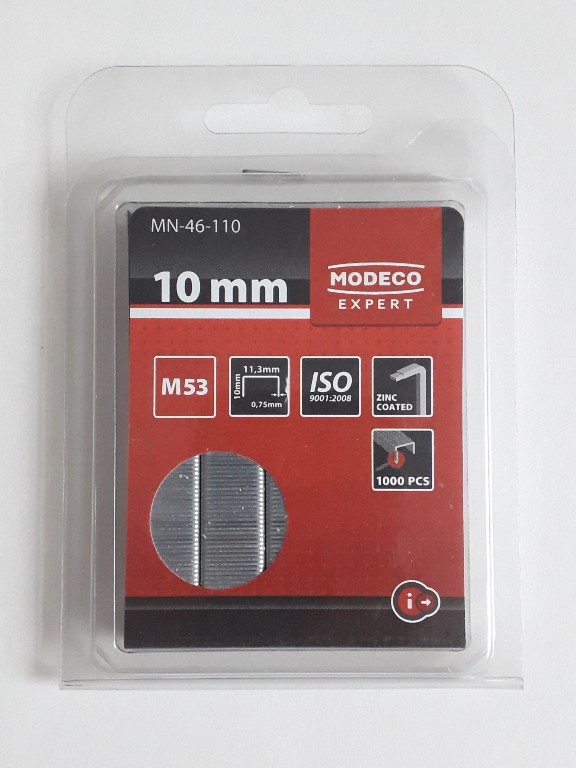 MN-46-110
10 mm
MODECO
EXPERT
M53
11,3mm
10mm
0,75mm
ISO
9001:2008
ZINC
COATED
1000 PCS
i